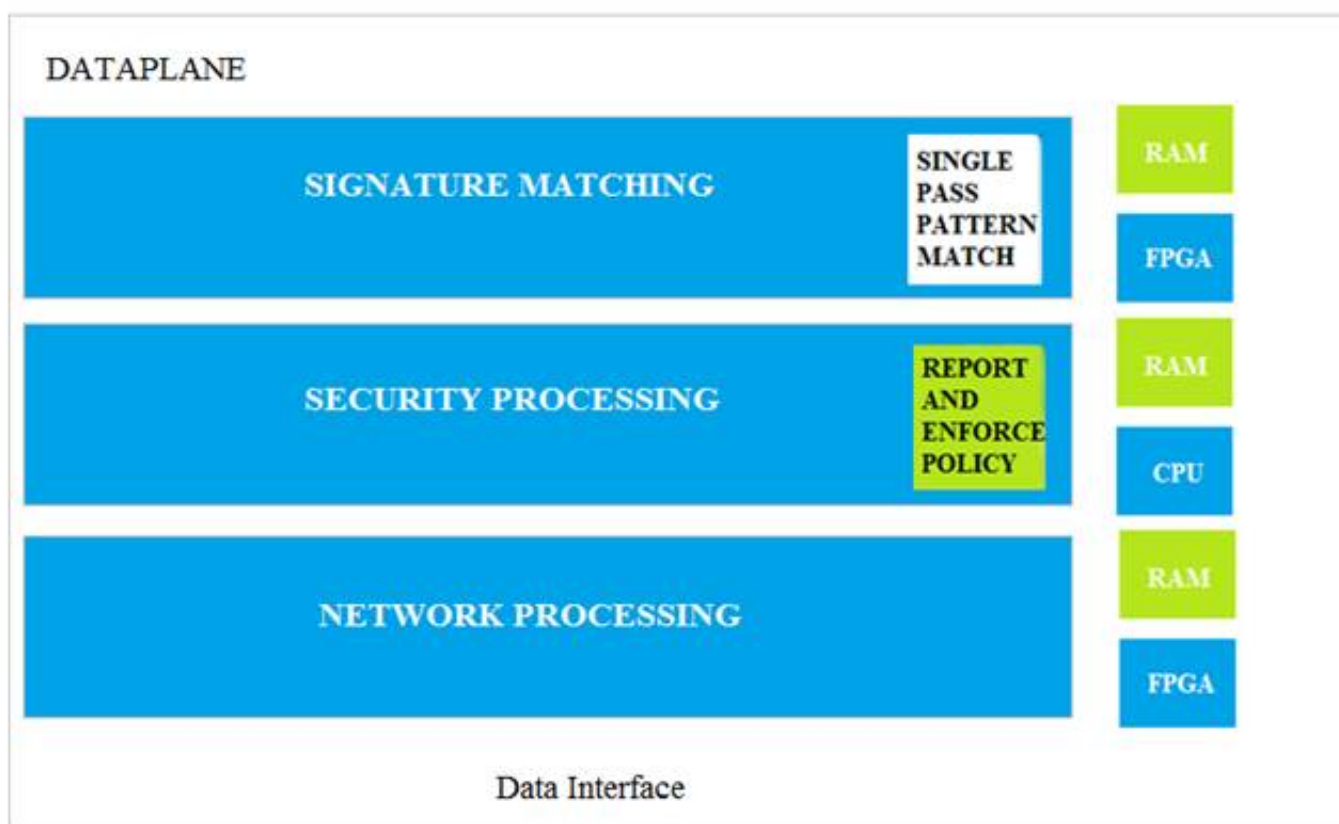 DATAPLANE
SIGNATURE MATCHING
SINGLE
PASS
PATTERN
MATCH
RAM
FPGA
SECURITY PROCESSING
REPORT
AND
ENFORCE
POLICY
RAM
CPU
NETWORK PROCESSING
RAM
FPGA
Data Interface